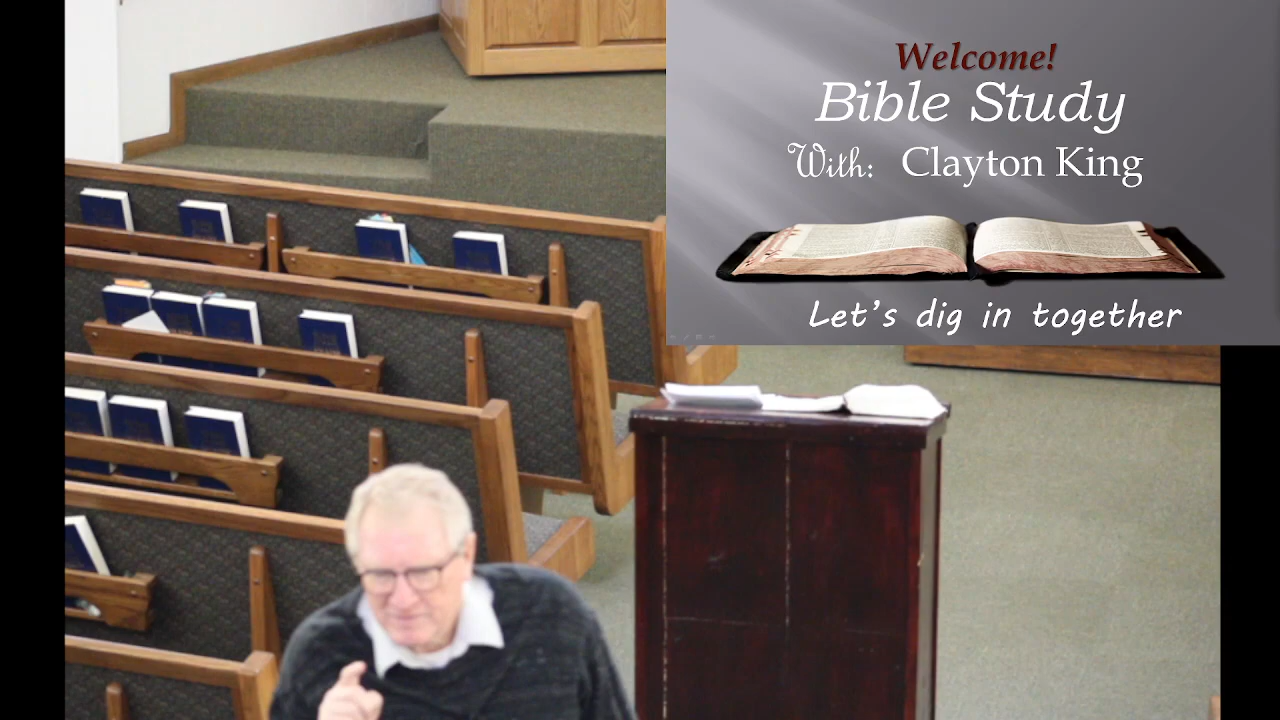 Welcome!
Bible Study
With: Clayton King
Let's dig in together